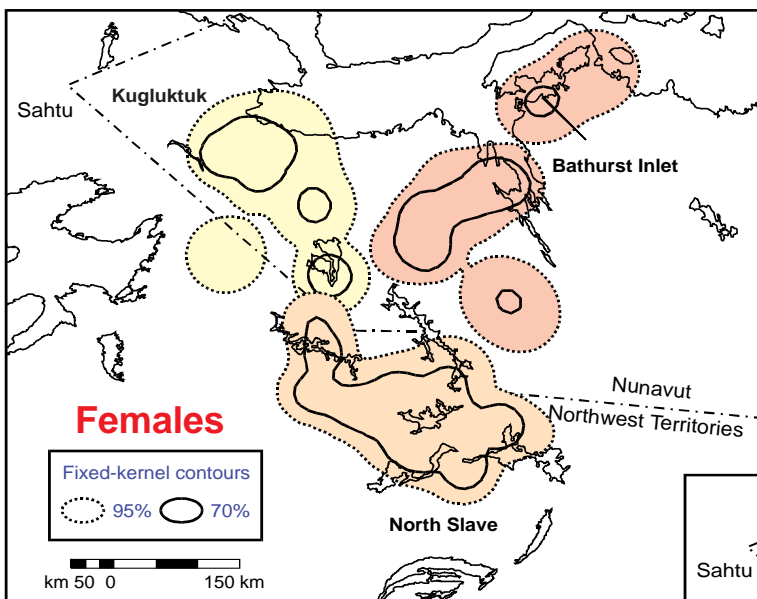 Kugluktuk
Sahtu
Bathurst Inlet
Nunavut
Northwest Territories
Females
Fixed-kernel contours
95% 70%
North Slave
km 50 0 150 km
Sahtu